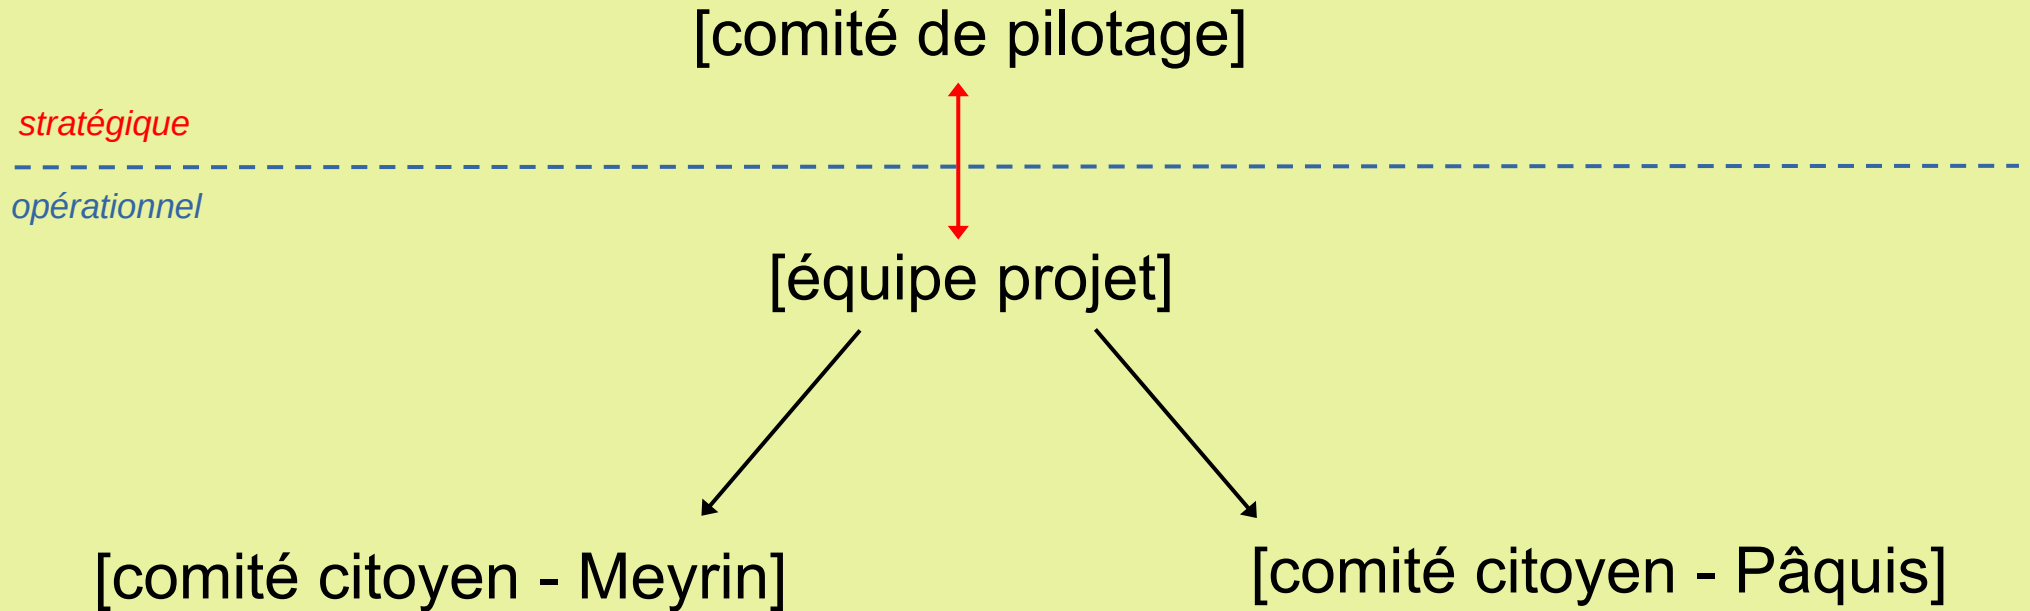 [comité de pilotage]
stratégique
opérationnel
[équipe projet]
[comité citoyen - Meyrin]
[comité citoyen - Pâquis]